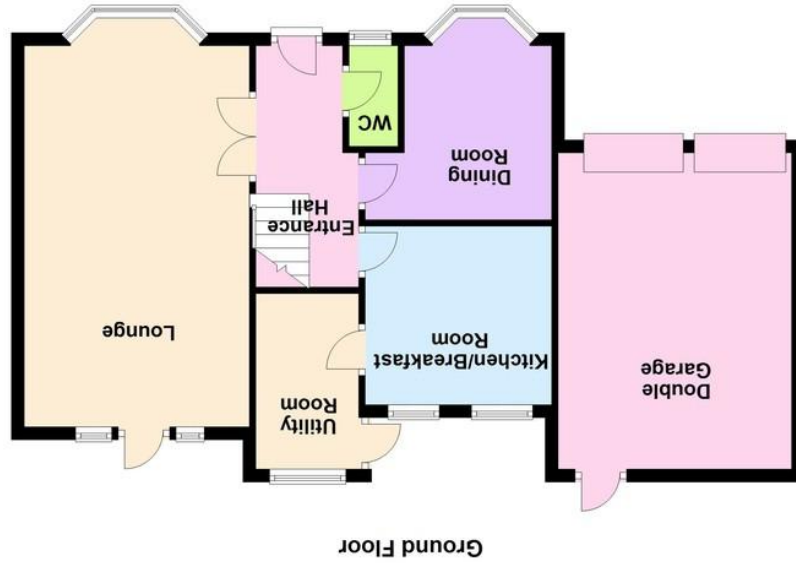 Ground Floor
Double
Garage
Utility
Room
Kitchen/Breakfast
Room
Lounge
Entrance
Hall
Dining
Room
WC